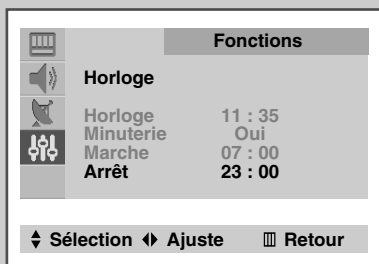 Fonctions
Horloge
Horloge 11 : 35
Minuterie Oui
Marche 07 : 00
Arrêt 23 : 00
Sélection Ajuste Retour